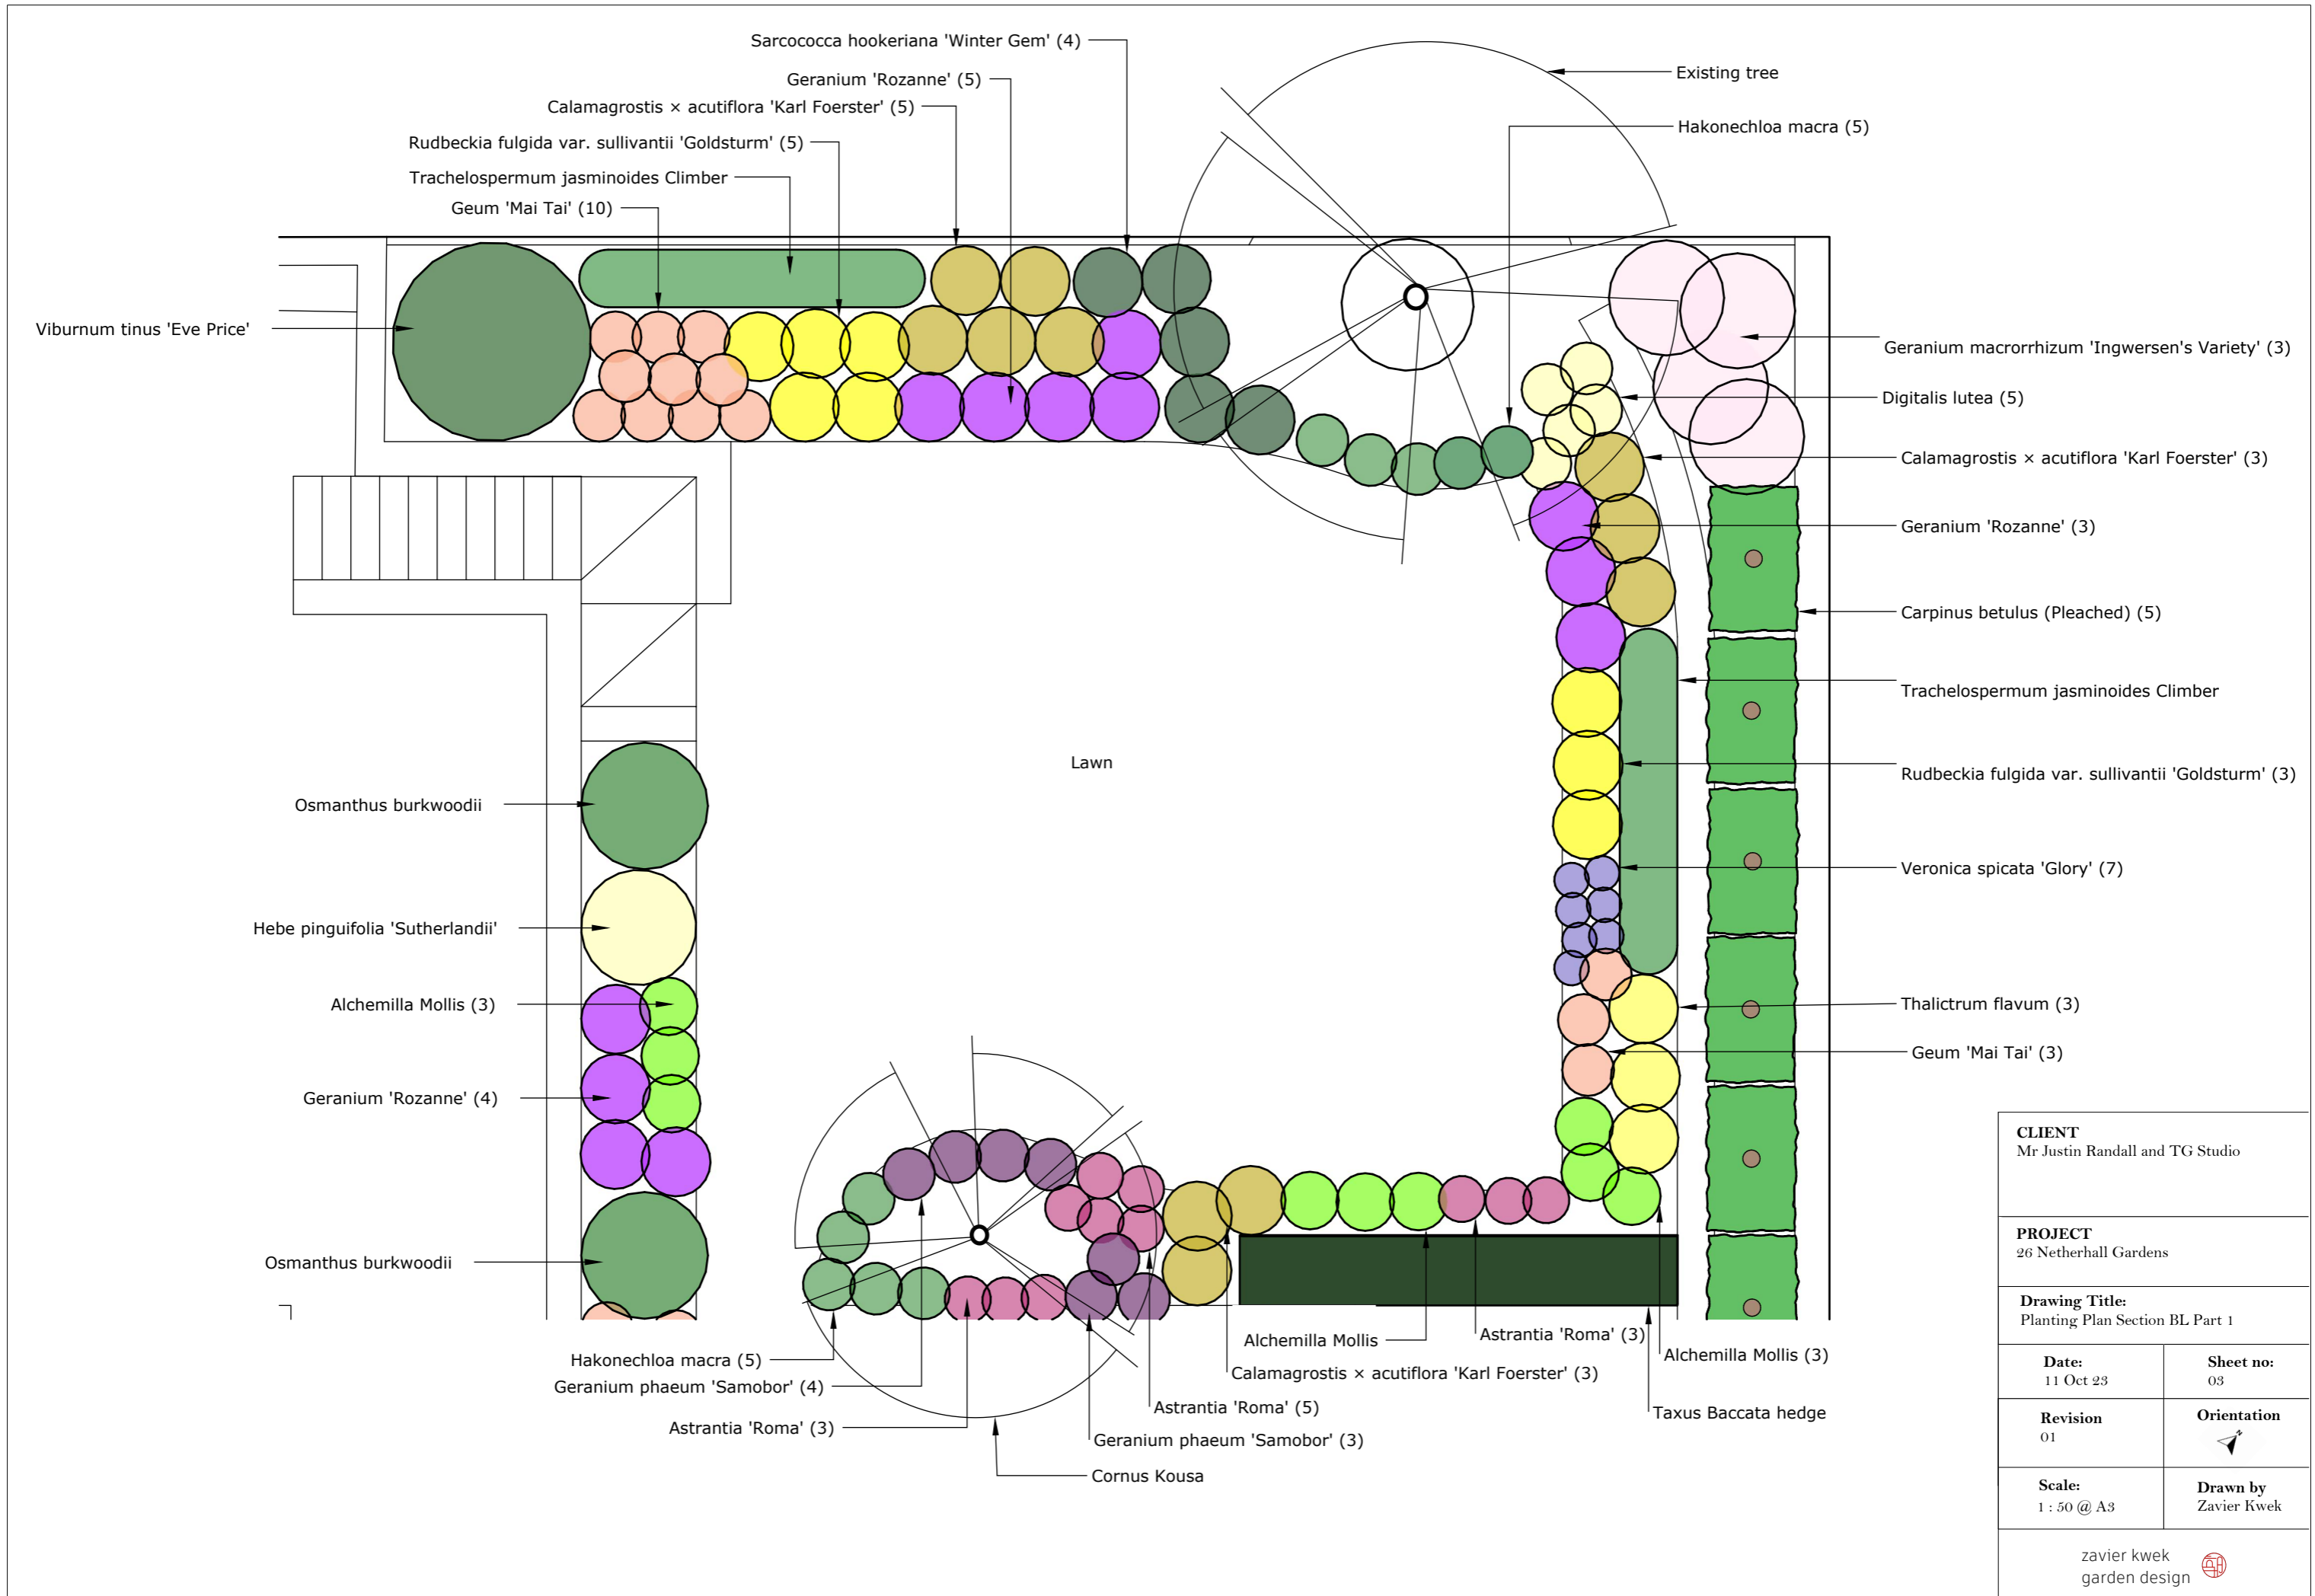 Sarcococca hookeriana 'Winter Gem' (4)
Geranium 'Rozanne' (5)
Calamagrostis × acutiflora 'Karl Foerster' (5)
Rudbeckia fulgida var. sullivantii 'Goldsturm' (5)
Trachelospermum jasminoides Climber
Geum 'Mai Tai' (10)
Existing tree
Hakonechloa macra (5)
Viburnum tinus 'Eve Price'
Geranium macrorrhizum 'Ingwersen's Variety' (3)
Digitalis lutea (5)
Calamagrostis × acutiflora 'Karl Foerster' (3)
Geranium 'Rozanne' (3)
Carpinus betulus (Pleached) (5)
Trachelospermum jasminoides Climber
Lawn
Rudbeckia fulgida var. sullivantii 'Goldsturm' (3)
Osmanthus burkwoodii
Veronica spicata 'Glory' (7)
Hebe pinguifolia 'Sutherlandii'
Alchemilla Mollis (3)
Thalictrum flavum (3)
Geum 'Mai Tai' (3)
Geranium 'Rozanne' (4)
Osmanthus burkwoodii
Hakonechloa macra (5)
Geranium phaeum 'Samobor' (4)
Astrantia 'Roma' (3)
Alchemilla Mollis
Astrantia 'Roma' (3)
Alchemilla Mollis (3)
Calamagrostis × acutiflora 'Karl Foerster' (3)
Astrantia 'Roma' (5)
Taxus Baccata hedge
Geranium phaeum 'Samobor' (3)
Cornus Kousa
CLIENT
Mr Justin Randall and TG Studio
PROJECT
26 Netherhall Gardens
Drawing Title:
Planting Plan Section BL Part 1
Date:
11 Oct 23
Sheet no:
03
Revision
01
Orientation
N
Scale:
1 : 50 @ A3
Drawn by
Zavier Kwek
zavier kwek
garden design